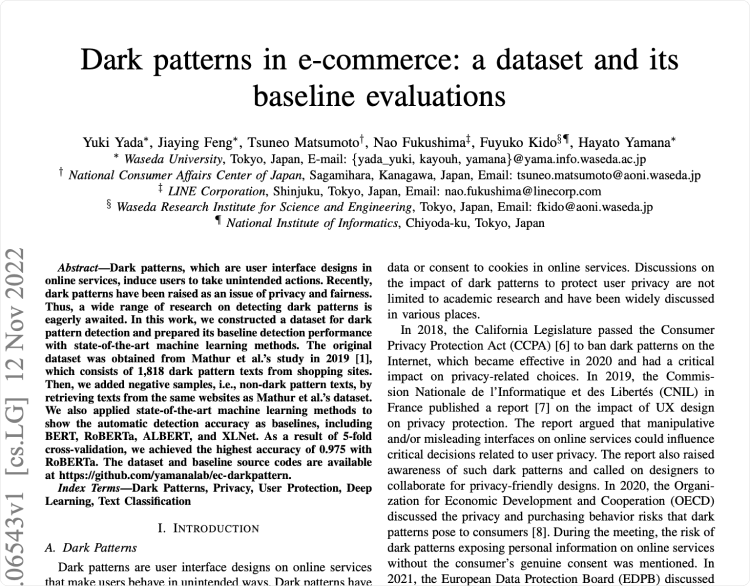 Dark patterns in e-commerce: a dataset and its
baseline evaluations
Yuki Yada*, Jiaying Feng*, Tsuneo Matsumoto†, Nao Fukushima‡, Fuyuko Kido§¶, Hayato Yamana*
* Waseda University, Tokyo, Japan, E-mail: {yada_yuki, kayouh, yamana}@yama.info.waseda.ac.jp
† National Consumer Affairs Center of Japan, Sagamihara, Kanagawa, Japan, Email: tsuneo.matsumoto@aoni.waseda.jp
‡ LINE Corporation, Shinjuku, Tokyo, Japan, Email: nao.fukushima@linecorp.com
§ Waseda Research Institute for Science and Engineering, Tokyo, Japan, Email: fkido@aoni.waseda.jp
¶ National Institute of Informatics, Chiyoda-ku, Tokyo, Japan
.06543v1 [cs.LG] 12 Nov 2022
Abstract—Dark patterns, which are user interface designs in
online services, induce users to take unintended actions. Recently,
dark patterns have been raised as an issue of privacy and fairness.
Thus, a wide range of research on detecting dark patterns is
eagerly awaited. In this work, we constructed a dataset for dark
pattern detection and prepared its baseline detection performance
with state-of-the-art machine learning methods. The original
dataset was obtained from Mathur et al.'s study in 2019 [1],
which consists of 1,818 dark pattern texts from shopping sites.
Then, we added negative samples, i.e., non-dark pattern texts, by
retrieving texts from the same websites as Mathur et al.'s dataset.
We also applied state-of-the-art machine learning methods to
show the automatic detection accuracy as baselines, including
BERT, RoBERTa, ALBERT, and XLNet. As a result of 5-fold
cross-validation, we achieved the highest accuracy of 0.975 with
RoBERTa. The dataset and baseline source codes are available
at https://github.com/yamanalab/ec-darkpattern.
Index Terms—Dark Patterns, Privacy, User Protection, Deep
Learning, Text Classification
I. INTRODUCTION
A. Dark Patterns
Dark patterns are user interface designs on online services
that make users behave in unintended ways. Dark patterns have
data or consent to cookies in online services. Discussions on
the impact of dark patterns to protect user privacy are not
limited to academic research and have been widely discussed
in various places.
In 2018, the California Legislature passed the Consumer
Privacy Protection Act (CCPA) [6] to ban dark patterns on the
Internet, which became effective in 2020 and had a critical
impact on privacy-related choices. In 2019, the Commis-
sion Nationale de l'Informatique et des Libertés (CNIL) in
France published a report [7] on the impact of UX design
on privacy protection. The report argued that manipulative
and/or misleading interfaces on online services could influence
critical decisions related to user privacy. The report also raised
awareness of such dark patterns and called on designers to
collaborate for privacy-friendly designs. In 2020, the Organi-
zation for Economic Development and Cooperation (OECD)
discussed the privacy and purchasing behavior risks that dark
patterns pose to consumers [8]. During the meeting, the risk of
dark patterns exposing personal information on online services
without the consumer's genuine consent was mentioned. In
2021, the European Data Protection Board (EDPB) discussed